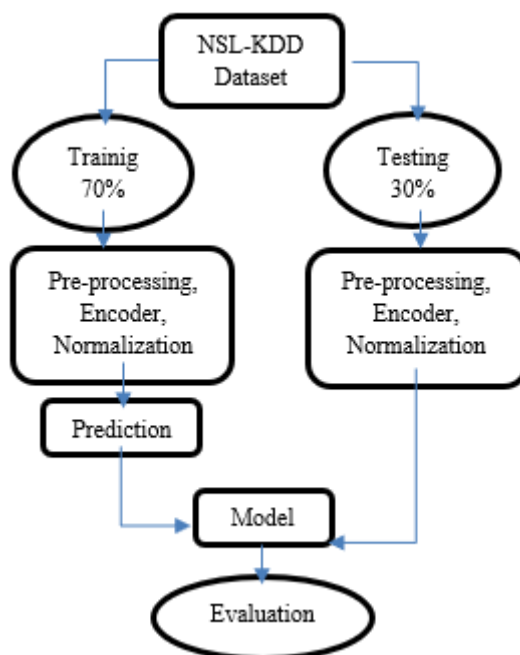 NSL-KDD
Dataset
Trainig
70%
Testing
30%
Pre-processing,
Encoder,
Normalization
Pre-processing,
Encoder,
Normalization
Prediction
Model
Evaluation